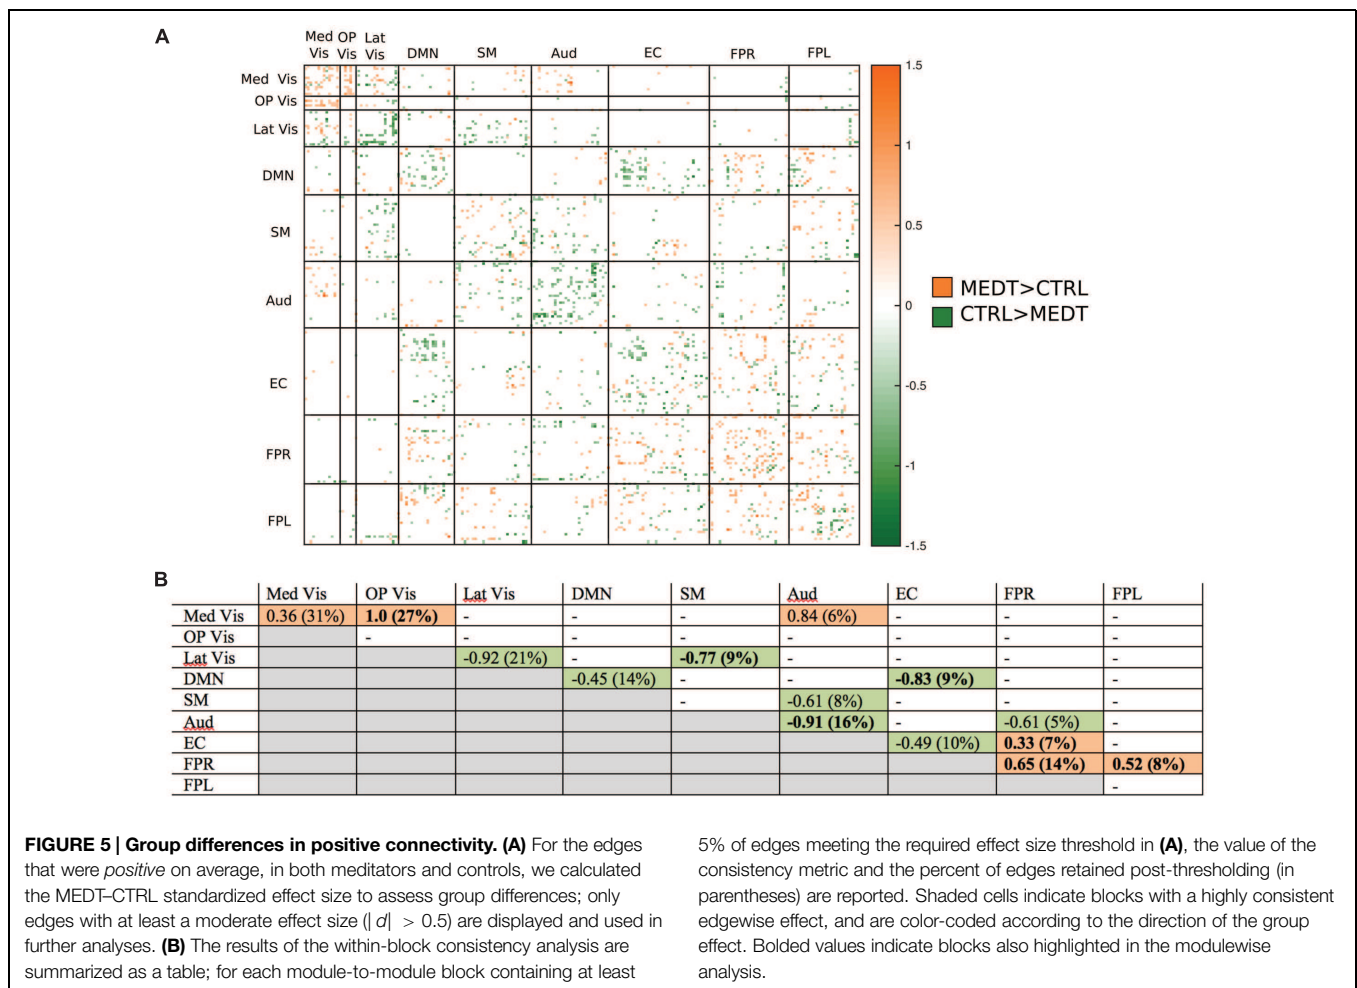 A
Med OP Lat
Vis Vis Vis DMN SM Aud EC FPR FPL
Med Vis
OP Vis
Lat Vis
DMN
SM
Aud
EC
FPR
FPL
1.5
1
0.5
0
-0.5
-1
-1.5
MEDT>CTRL
CTRL>MEDT
B
Med Vis OP Vis Lat Vis DMN SM Aud EC FPR FPL
Med Vis 0.36 (31%) 1.0 (27%) - - - 0.84 (6%) - - -
OP Vis - - - - - - - -
Lat Vis -0.92 (21%) - -0.77 (9%) - - - -
DMN -0.45 (14%) - - -0.83 (9%) - -
SM - -0.61 (8%) - - -
Aud -0.91 (16%) - -0.61 (5%) -
EC -0.49 (10%) 0.33 (7%) -
FPR 0.65 (14%) 0.52 (8%)
FPL -
FIGURE 5 | Group differences in positive connectivity. (A) For the edges
that were positive on average, in both meditators and controls, we calculated
the MEDT–CTRL standardized effect size to assess group differences; only
edges with at least a moderate effect size (| d| > 0.5) are displayed and used in
further analyses. (B) The results of the within-block consistency analysis are
summarized as a table; for each module-to-module block containing at least
5% of edges meeting the required effect size threshold in (A), the value of the
consistency metric and the percent of edges retained post-thresholding (in
parentheses) are reported. Shaded cells indicate blocks with a highly consistent
edgewise effect, and are color-coded according to the direction of the group
effect. Bolded values indicate blocks also highlighted in the modulewise
analysis.